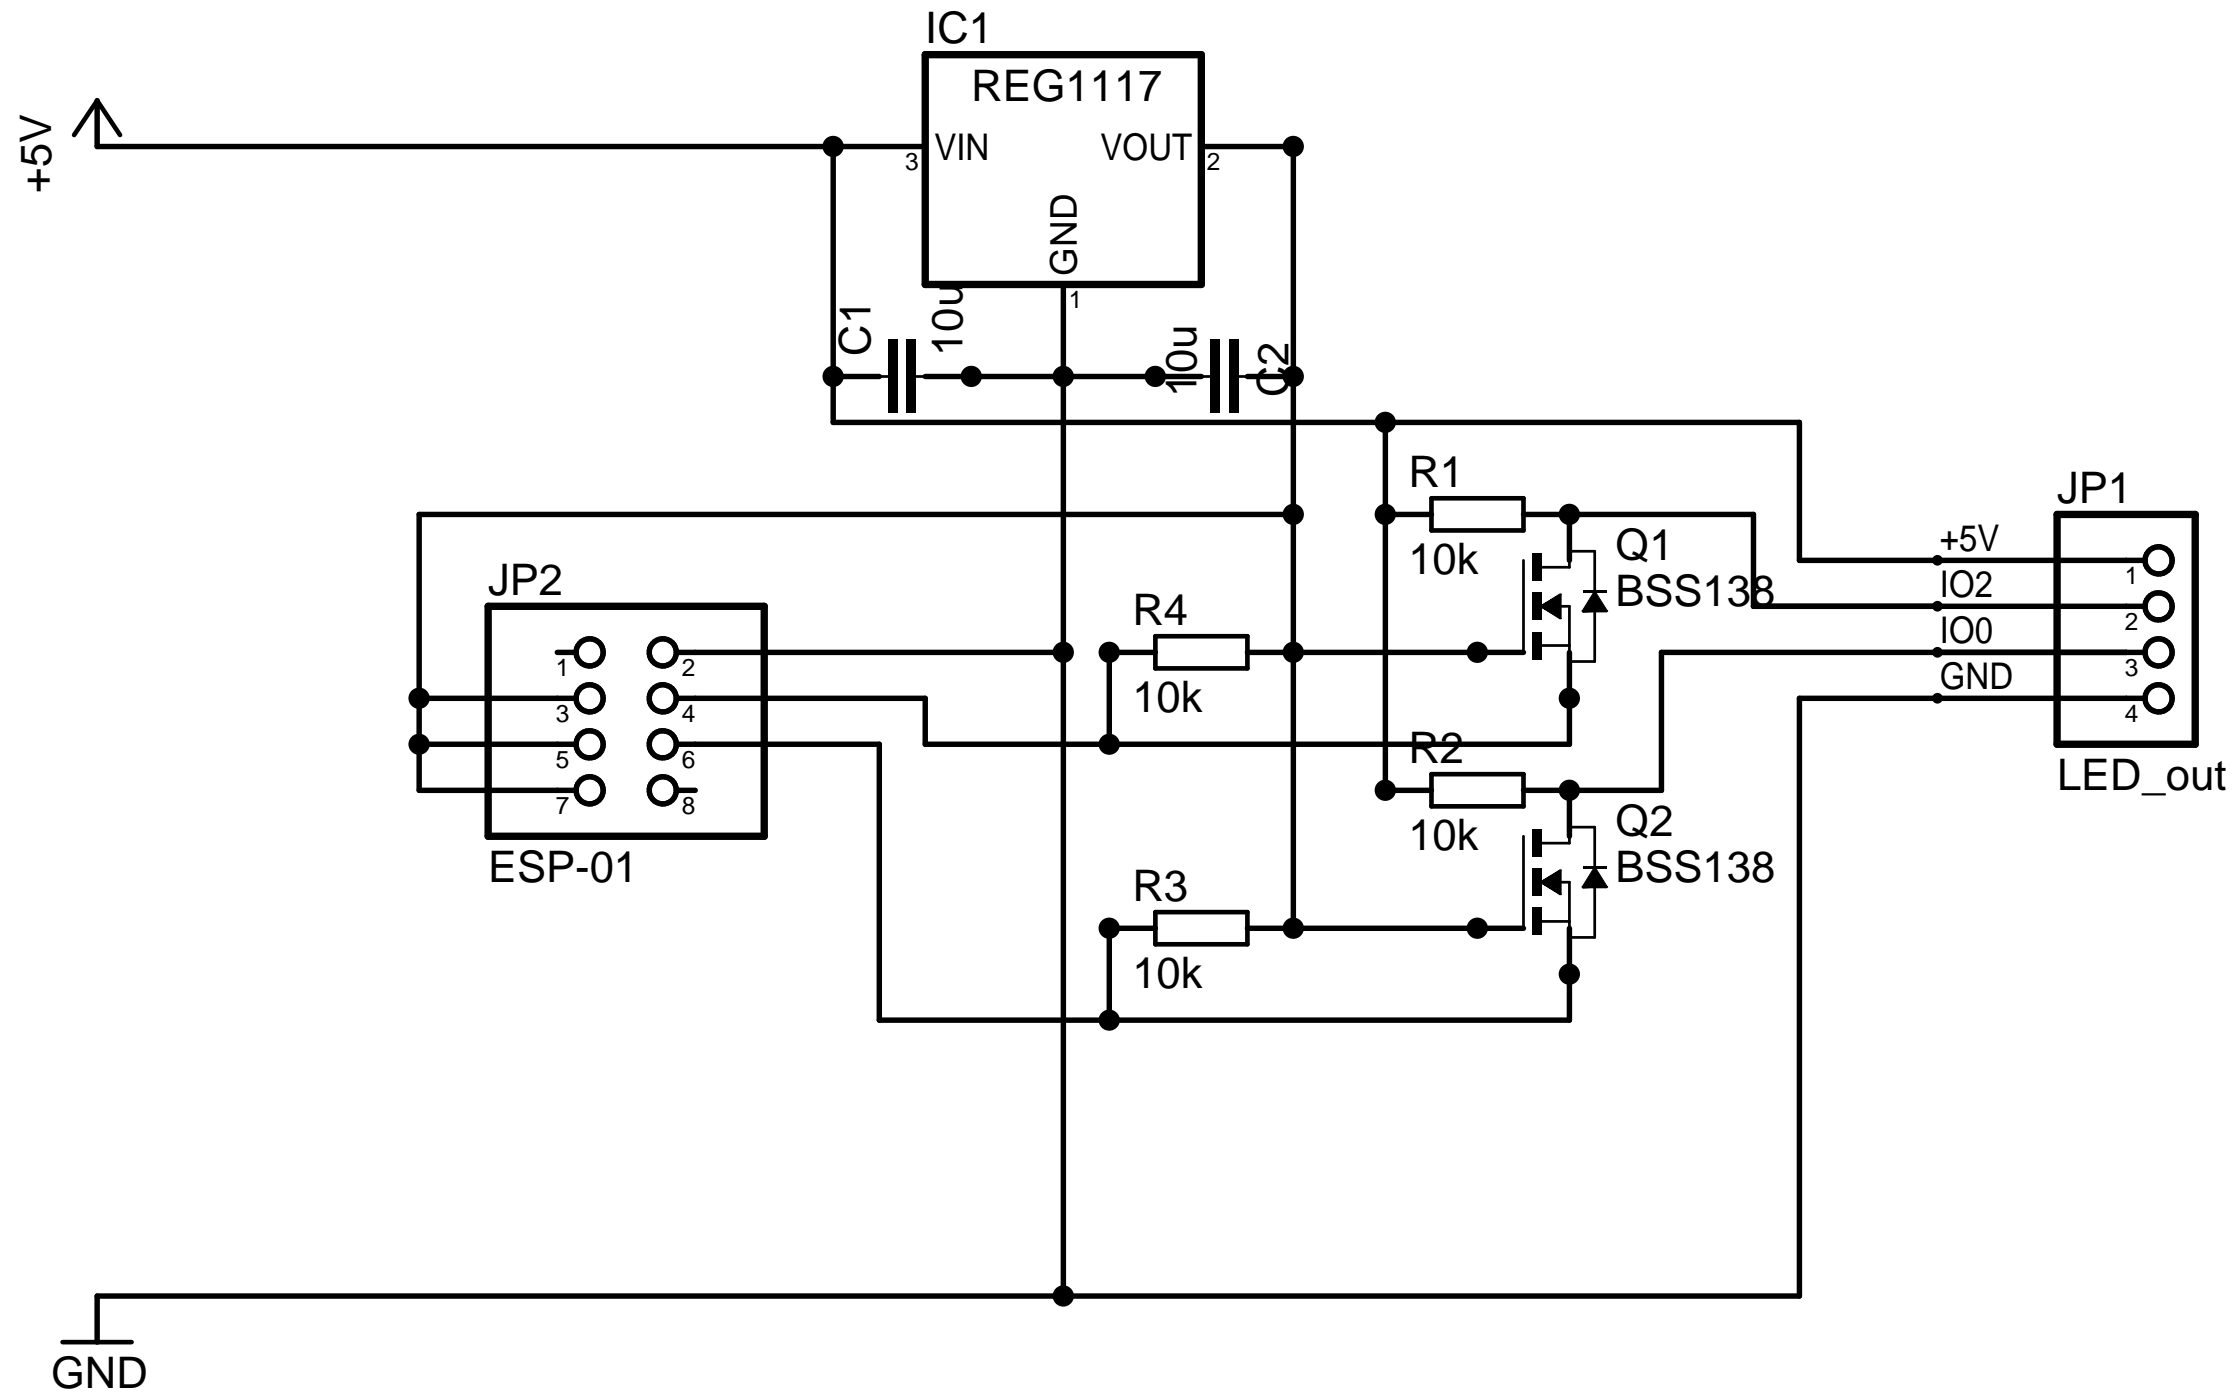 IC1
REG1117
+5V
VIN
VOUT
3
2
GND
1
C1
10u
10u
C2
R1
10k
Q1
BSS138
JP1
+5V
IO2
IO0
GND
1
2
3
4
LED_out
JP2
1
2
3
4
5
6
7
8
ESP-01
R4
10k
R2
10k
Q2
BSS138
R3
10k
GND